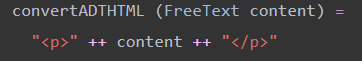 convertADTHTML (FreeText content) =
"<p>" ++ content ++ "</p>"